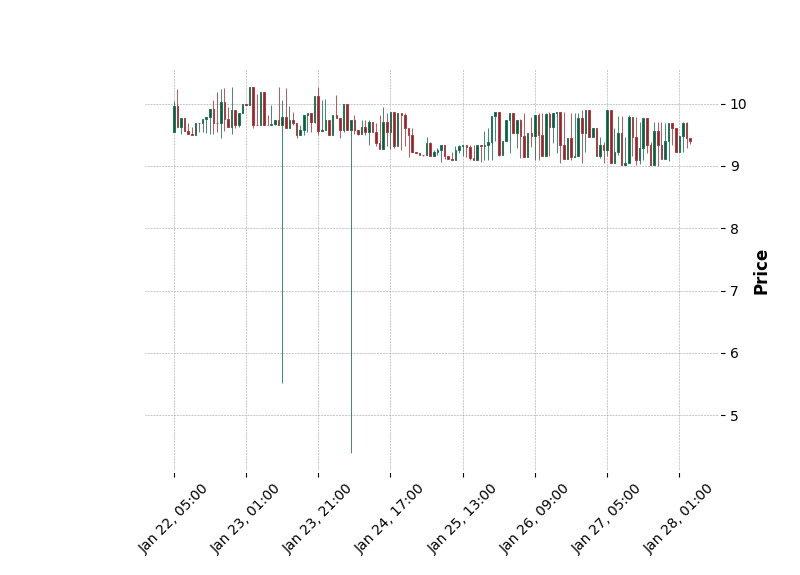 10
9
8
7
6
5
Price
Jan 22, 05:00
Jan 23, 01:00
Jan 23, 21:00
Jan 24, 17:00
Jan 25, 13:00
Jan 26, 09:00
Jan 27, 05:00
Jan 28, 01:00